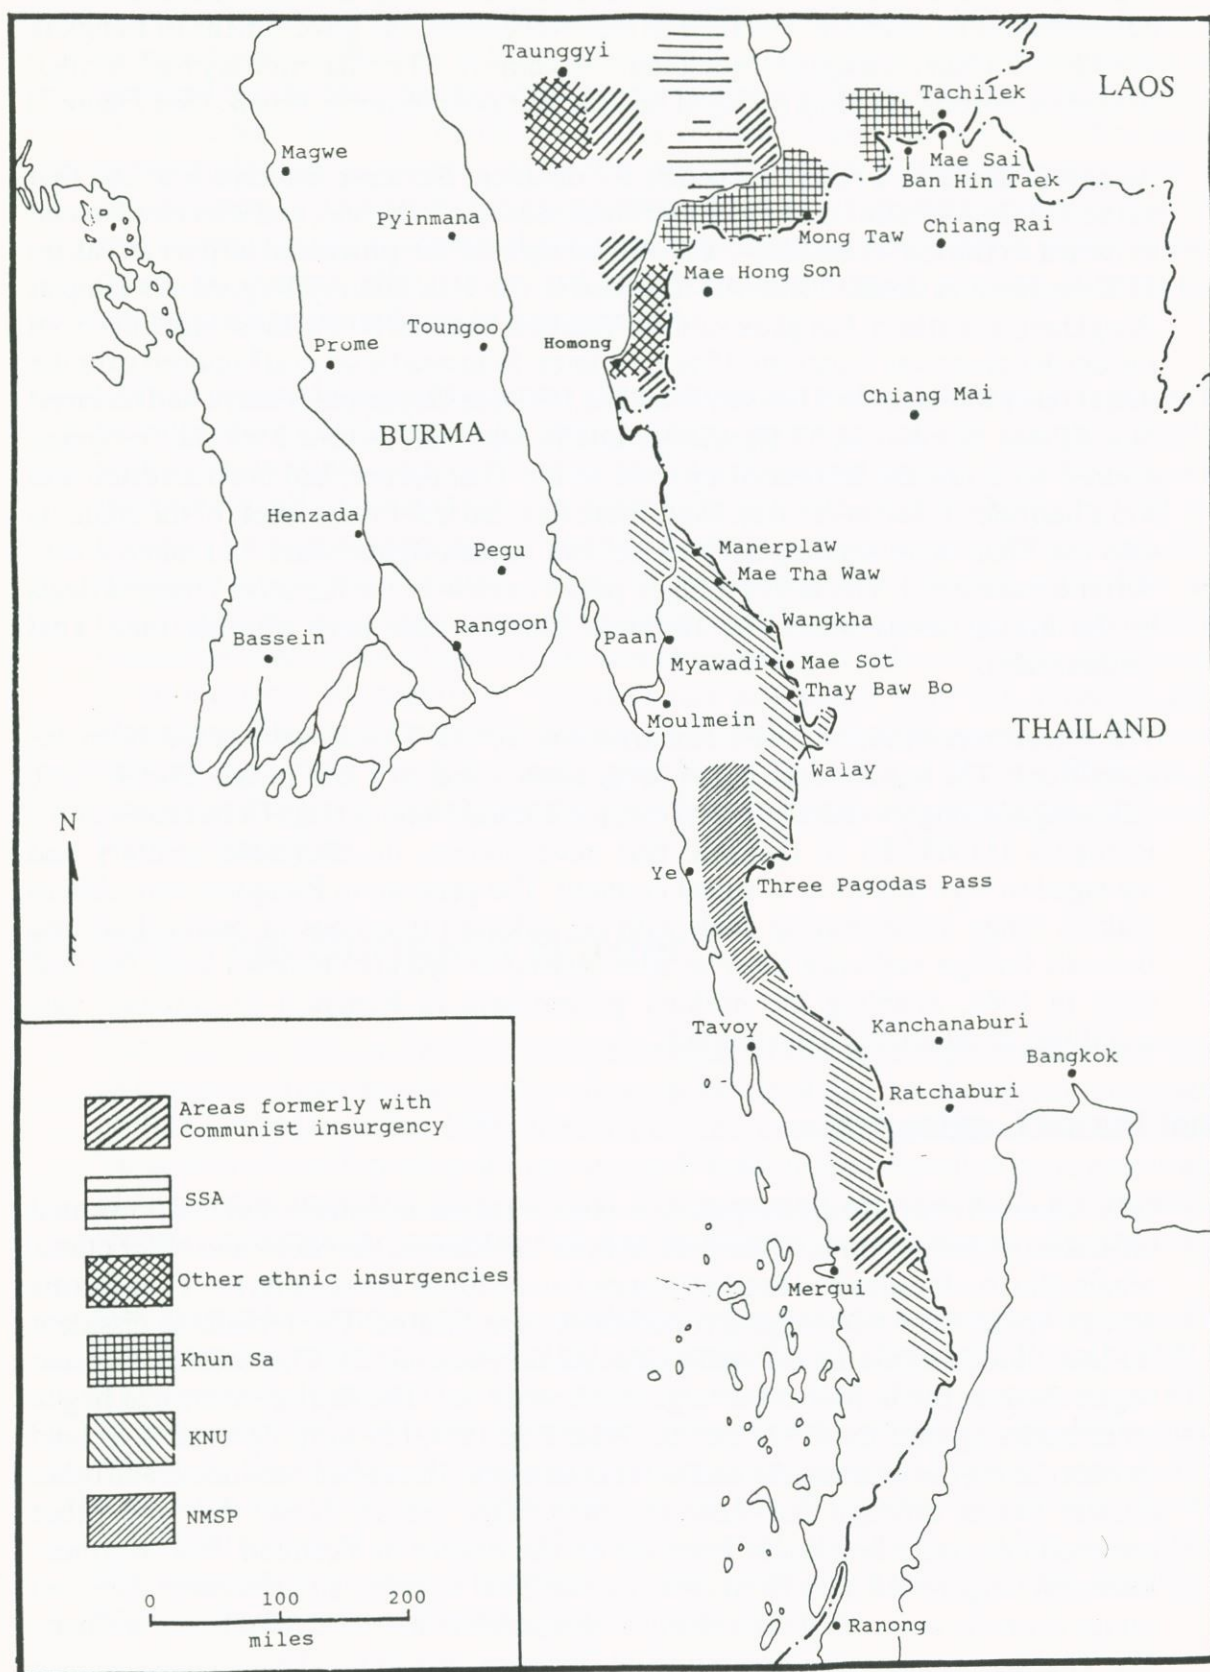 Taunggyi
LAOS
Tachilek
Magwe
Mae Sai
Ban Hin Taek
Pyinmana
Mong Taw
Chiang Rai
Mae Hong Son
Toungoo
Homong
Prome
Chiang Mai
BURMA
Henzada
Manerplaw
Pegu
Mae Tha Waw
Wangkha
Bassein
Rangoon
Paan
Myawadi
Mae Sot
Thay Baw Bo
Moulmein
THAILAND
Walay
N
Ye
Three Pagodas Pass
Tavoy
Kanchanaburi
Bangkok
Ratchaburi
Mergui
Ranong
Areas formerly with
Communist insurgency
SSA
Other ethnic insurgencies
Khun Sa
KNU
NMSP
0 100 200
miles